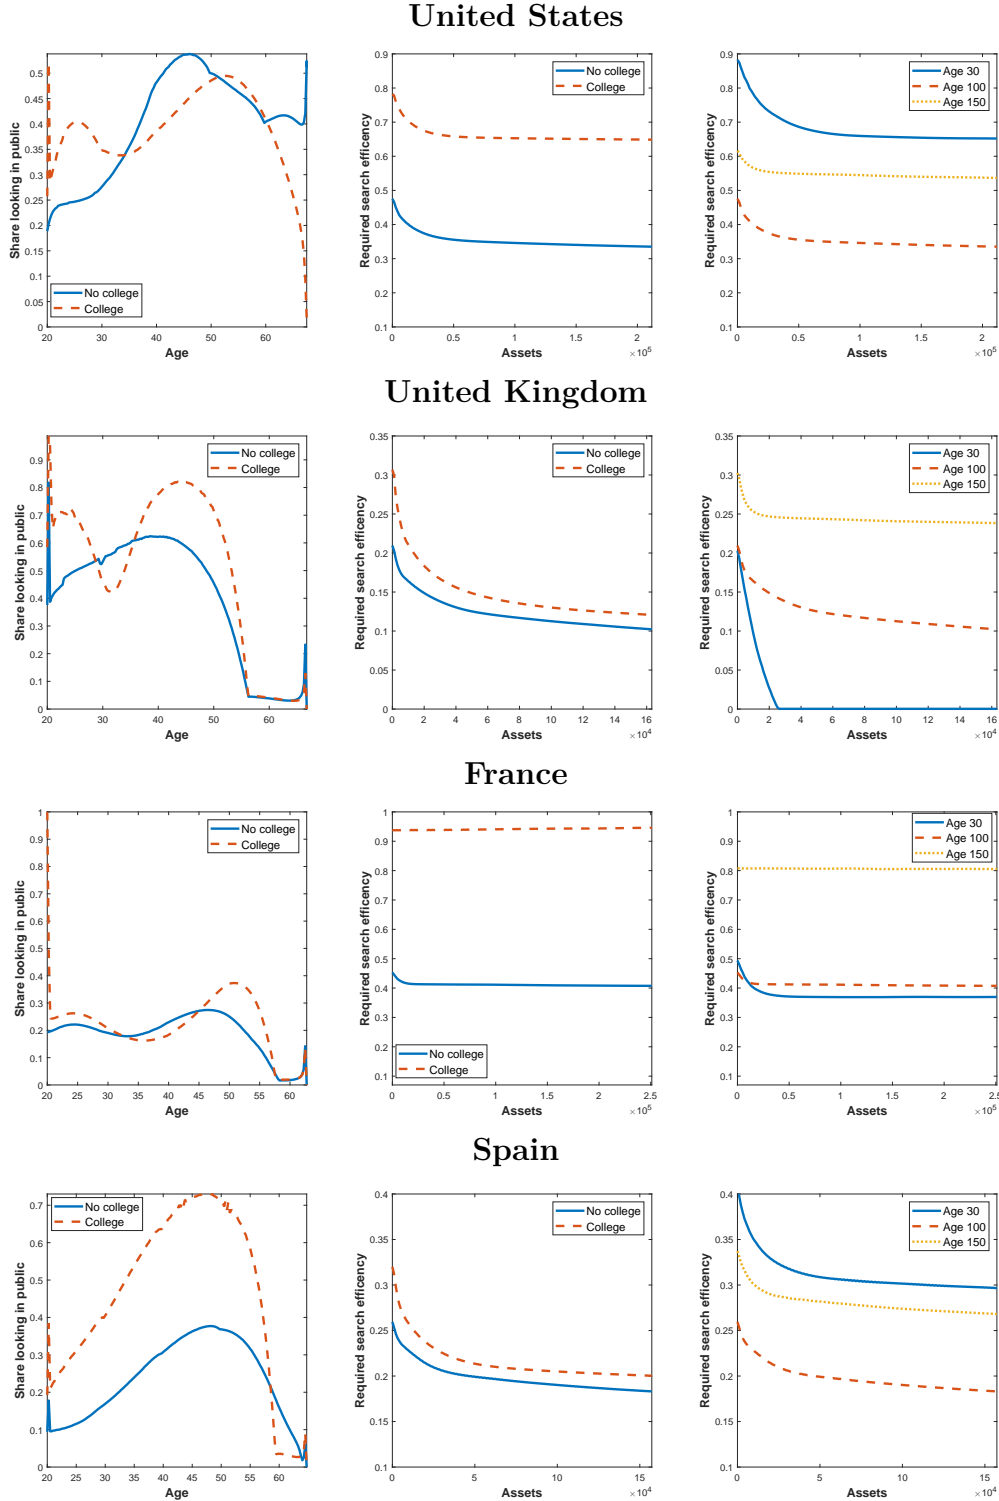 United States
Share looking in public
0.5
0.45
0.4
0.35
0.3
0.25
0.2
0.15
0.1
0.05
0
No college
College
20 30 40 50 60
Age
Required search efficency
0.9
0.8
0.7
0.6
0.5
0.4
0.3
0.2
0.1
No college
College
0 0.5 1 1.5 2
Assets
×10^5
Required search efficency
0.9
0.8
0.7
0.6
0.5
0.4
0.3
0.2
0.1
Age 30
Age 100
Age 150
0 0.5 1 1.5 2
Assets
×10^5
United Kingdom
Share looking in public
0.9
0.8
0.7
0.6
0.5
0.4
0.3
0.2
0.1
0
No college
College
20 30 40 50 60
Age
Required search efficency
0.35
0.3
0.25
0.2
0.15
0.1
0.05
0
No college
College
0 2 4 6 8 10 12 14 16
Assets
×10^4
Required search efficency
0.35
0.3
0.25
0.2
0.15
0.1
0.05
0
Age 30
Age 100
Age 150
0 2 4 6 8 10 12 14 16
Assets
×10^4
France
Share looking in public
1
0.9
0.8
0.7
0.6
0.5
0.4
0.3
0.2
0.1
0
No college
College
20 25 30 35 40 45 50 55 60
Age
Required search efficency
1
0.9
0.8
0.7
0.6
0.5
0.4
0.3
0.2
0.1
No college
College
0 0.5 1 1.5 2 2.5
Assets
×10^5
Required search efficency
1
0.9
0.8
0.7
0.6
0.5
0.4
0.3
0.2
0.1
Age 30
Age 100
Age 150
0 0.5 1 1.5 2 2.5
Assets
×10^5
Spain
Share looking in public
0.7
0.6
0.5
0.4
0.3
0.2
0.1
0
No college
College
20 25 30 35 40 45 50 55 60
Age
Required search efficency
0.4
0.35
0.3
0.25
0.2
0.15
0.1
No college
College
0 5 10 15
Assets
×10^4
Required search efficency
0.4
0.35
0.3
0.25
0.2
0.15
0.1
Age 30
Age 100
Age 150
0 5 10 15
Assets
×10^4